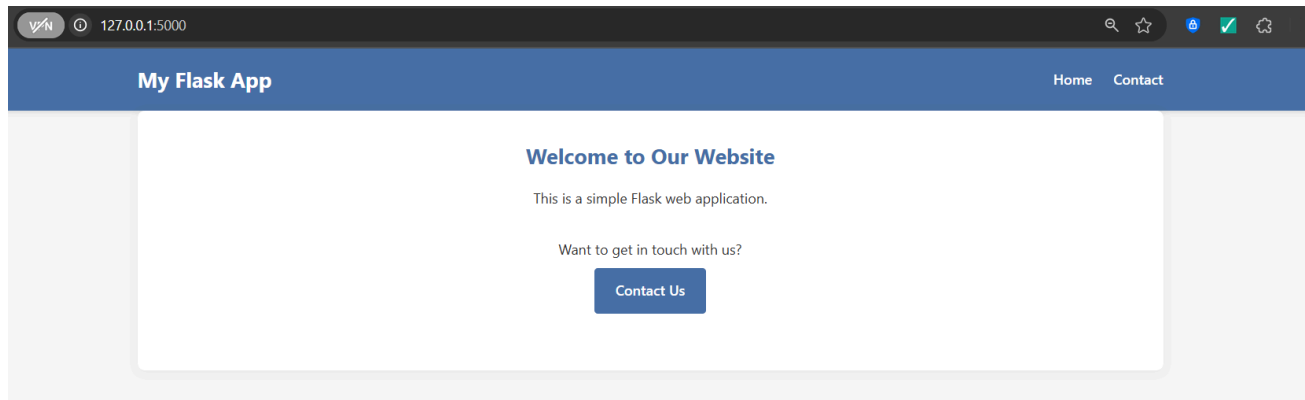 VPN 127.0.0.1:5000
My Flask App Home Contact
Welcome to Our Website
This is a simple Flask web application.
Want to get in touch with us?
Contact Us